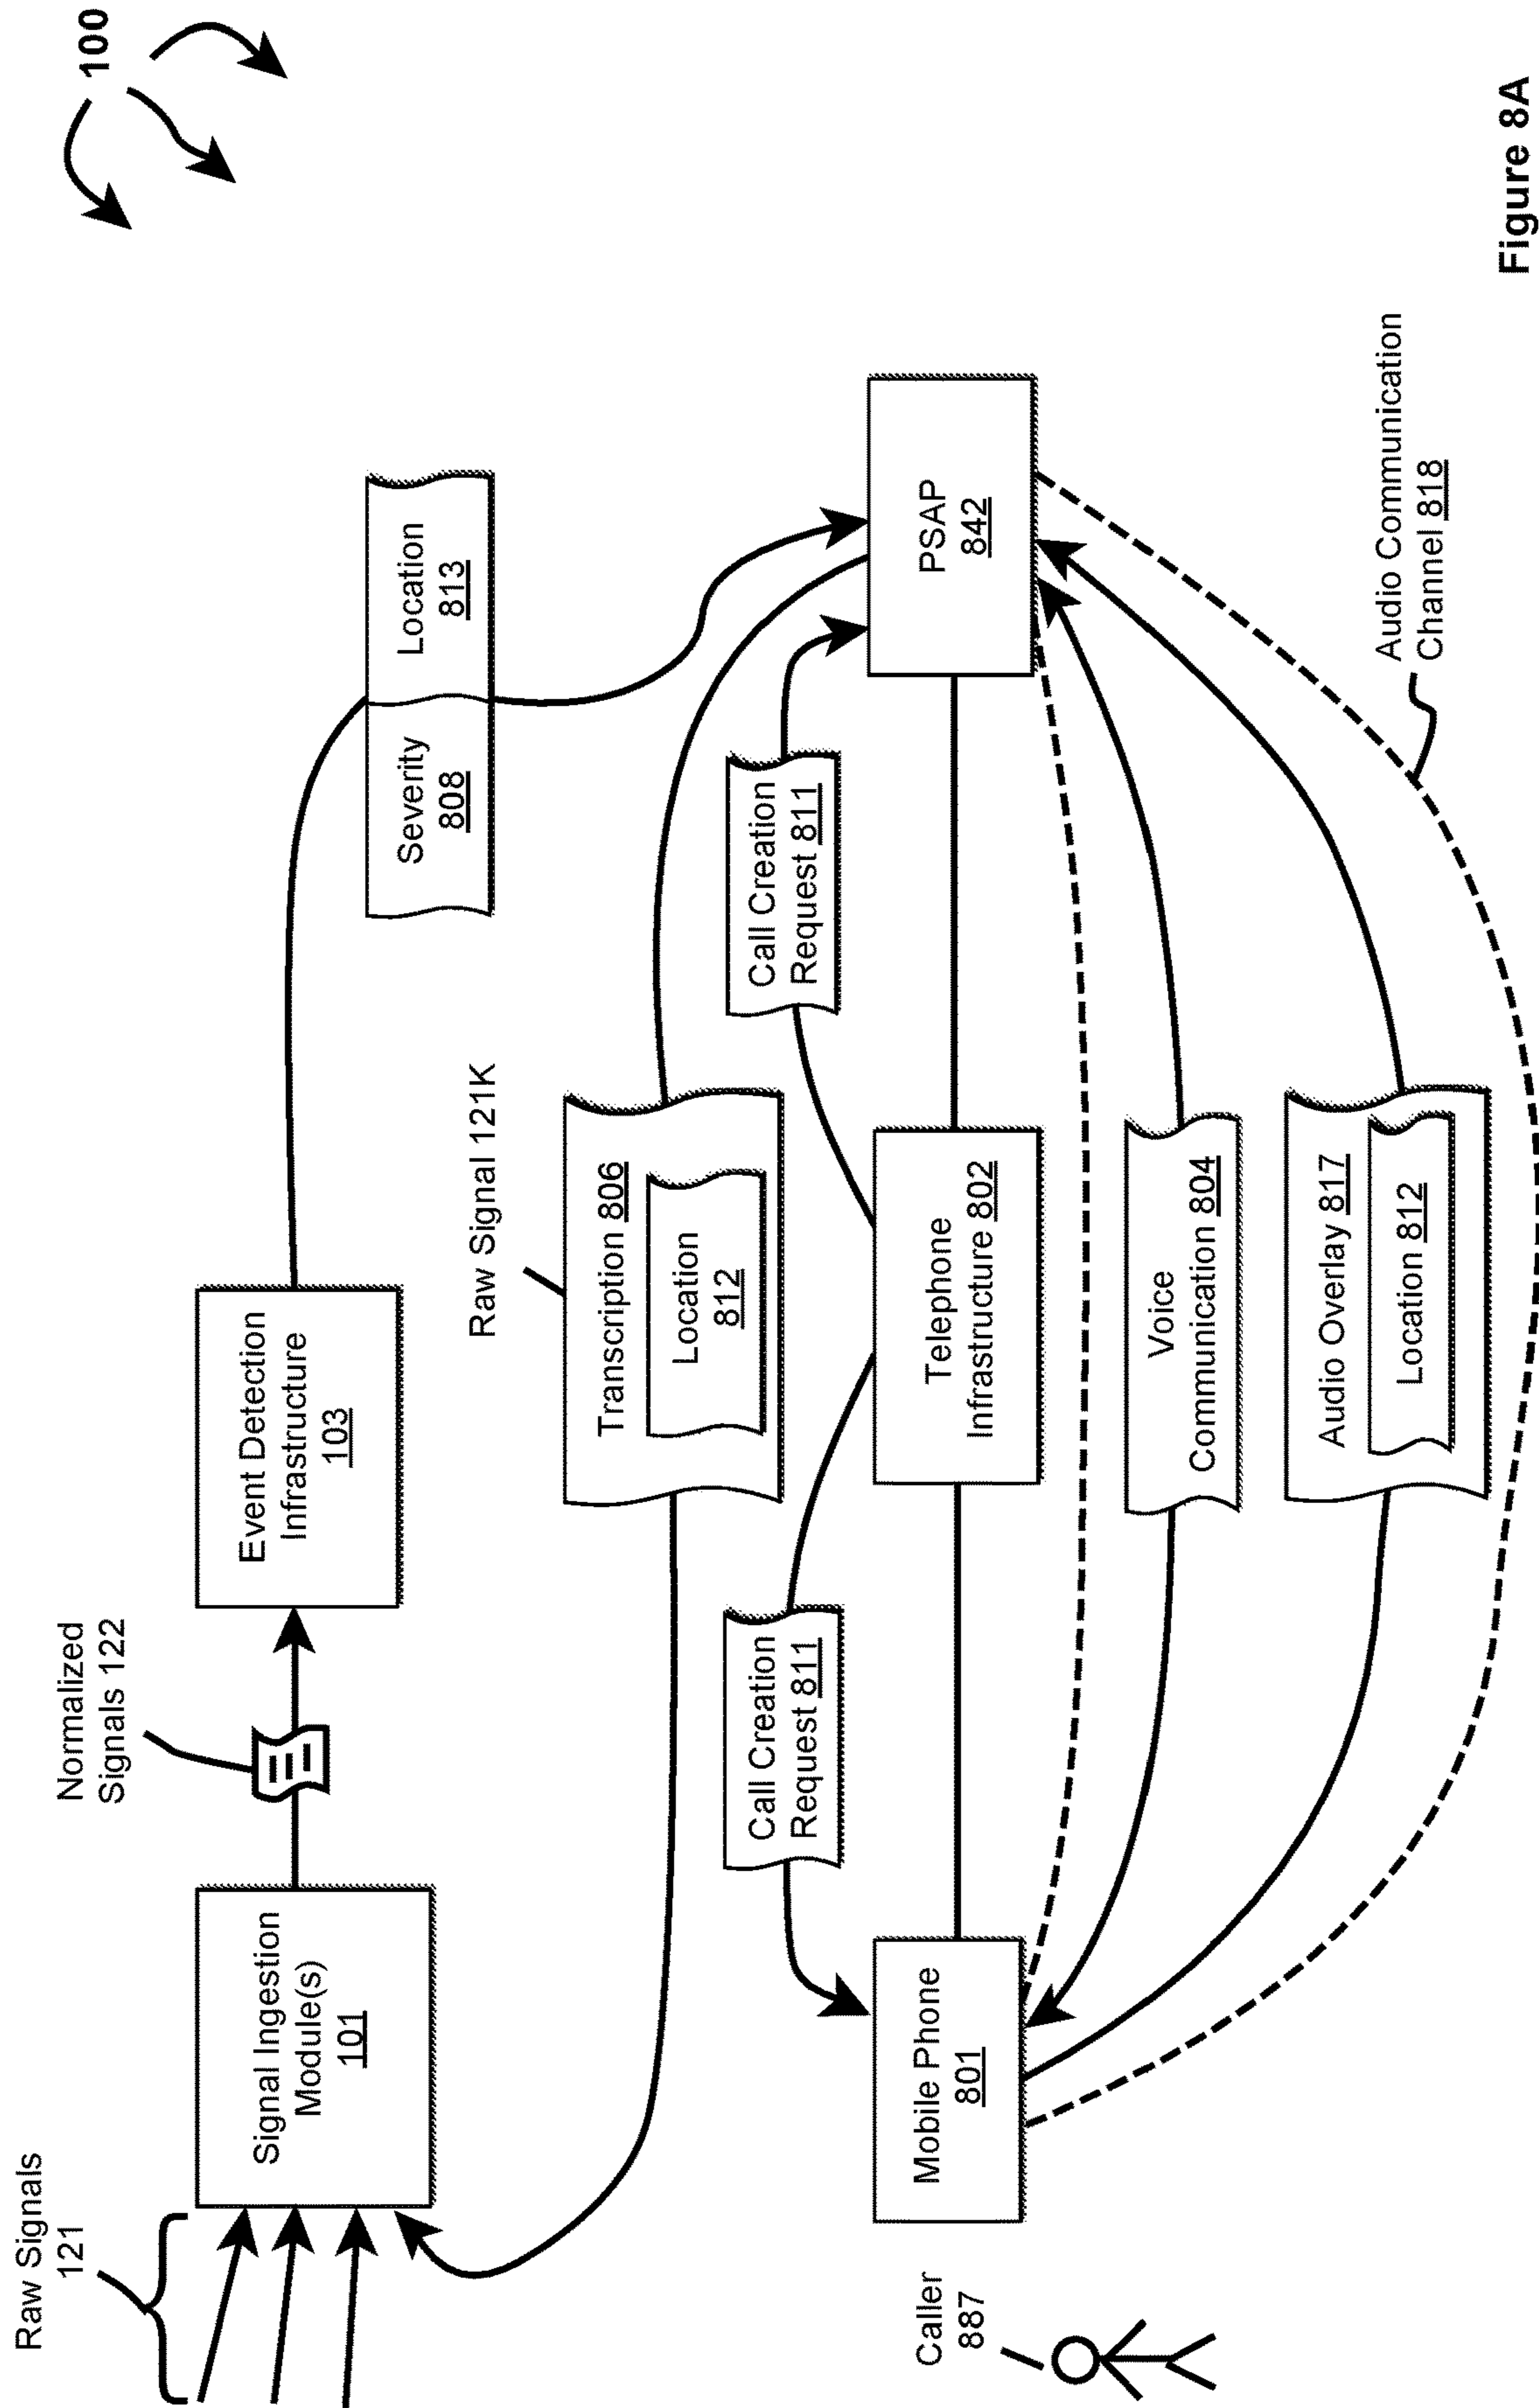 100
Raw Signals
121
Signal Ingestion
Module(s)
101
Normalized
Signals 122
Event Detection
Infrastructure
103
Severity
808
Location
813
Raw Signal 121K
Transcription 806
Location
812
Call Creation
Request 811
Call Creation
Request 811
Caller
887
Mobile Phone
801
Telephone
Infrastructure 802
PSAP
842
Voice
Communication 804
Audio Overlay 817
Location 812
Audio Communication
Channel 818
Figure 8A